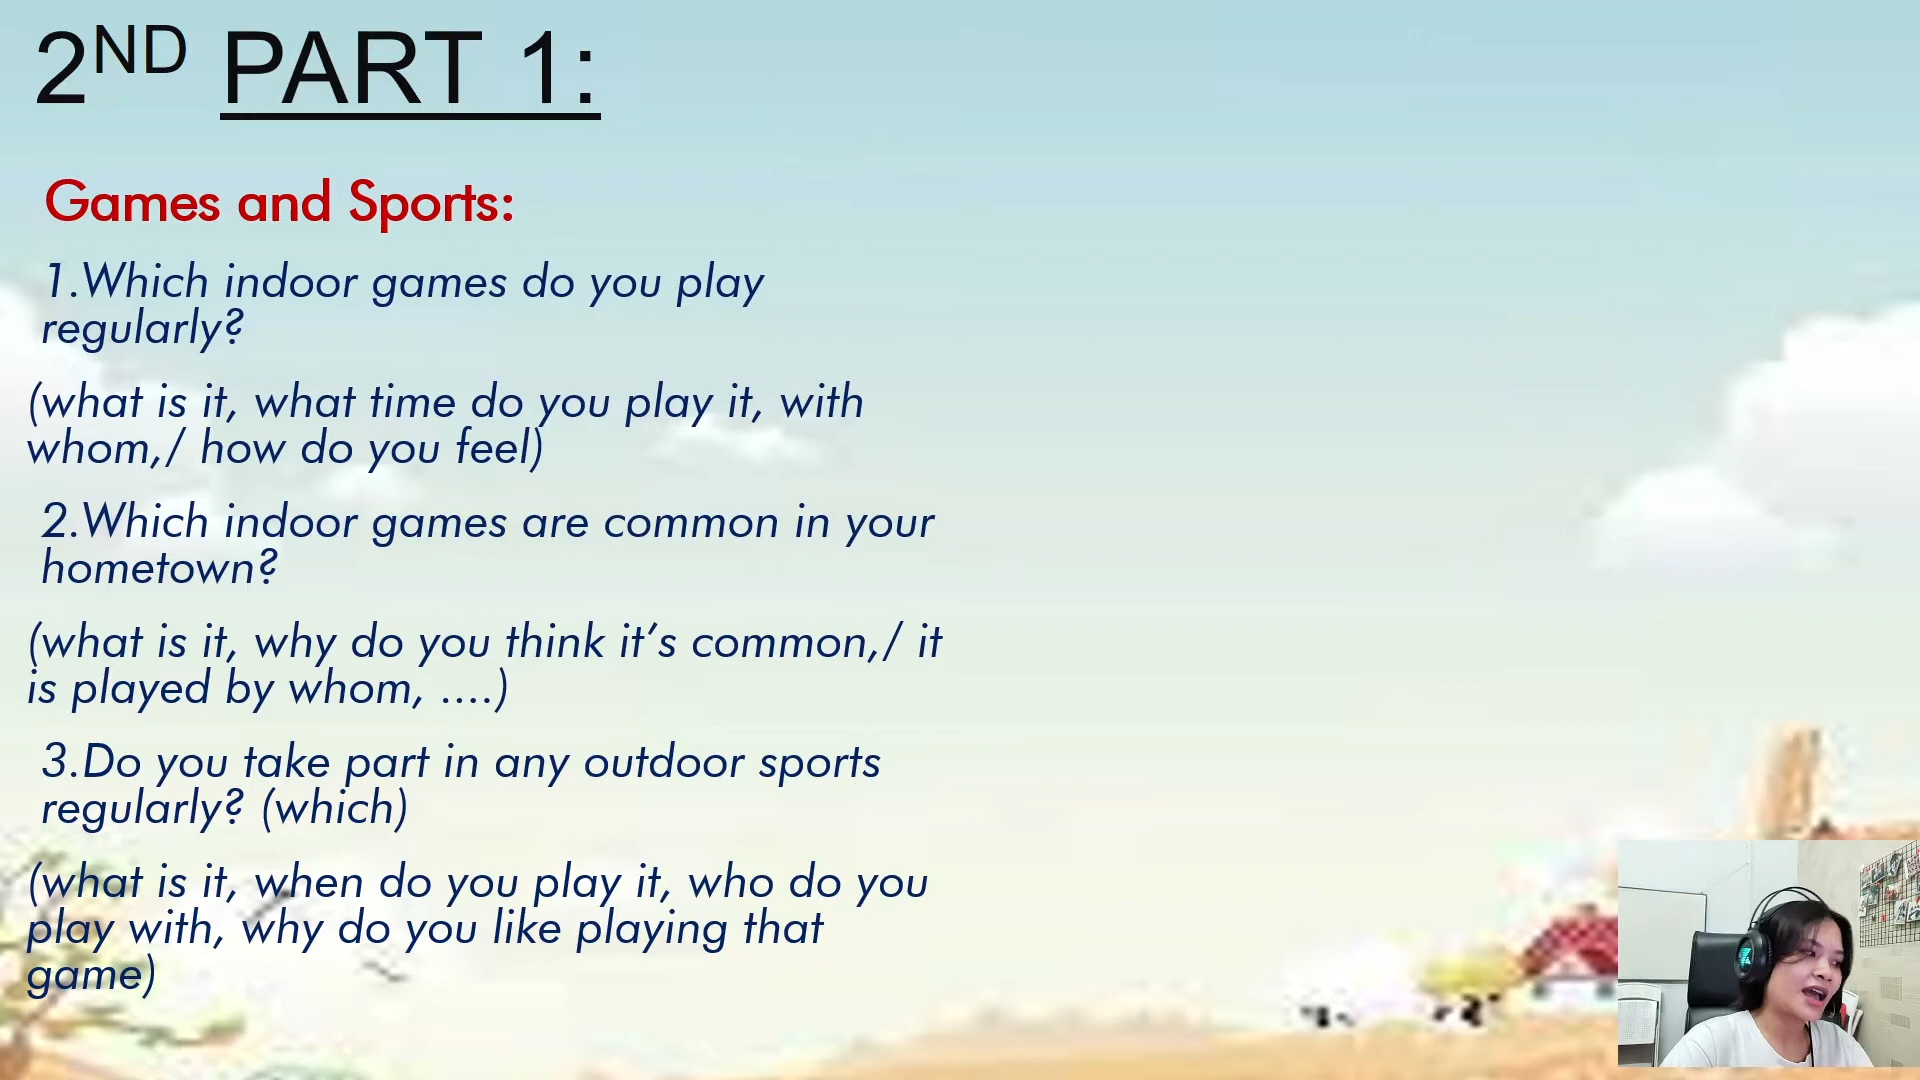 2ND PART 1:
Games and Sports:
1.Which indoor games do you play
regularly?
(what is it, what time do you play it, with
whom,/ how do you feel)
2.Which indoor games are common in your
hometown?
(what is it, why do you think it’s common,/ it
is played by whom, ....)
3.Do you take part in any outdoor sports
regularly? (which)
(what is it, when do you play it, who do you
play with, why do you like playing that
game)